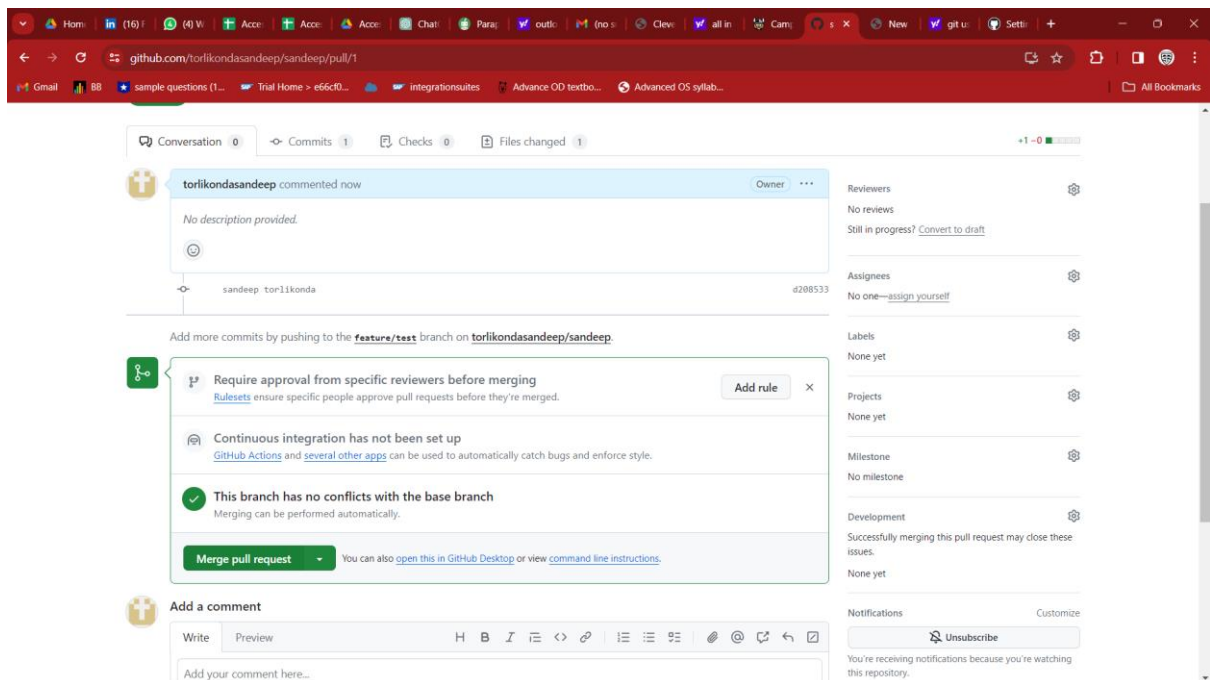 Hom
(16) F
(4) W
Acce
Acce
Acce
Chat
Parap
outlo
(no s
Cleve
all in
Camp
s
New
git u
Settin
github.com/torlikondasandeep/sandeep/pull/1
Gmail
BB
sample questions (1...
Trial Home > e66cf0...
integrationsuites
Advance OD textbo...
Advanced OS syllab...
All Bookmarks
Conversation 0
Commits 1
Checks 0
Files changed 1
+1 −0
torlikondasandeep commented now
Owner
No description provided.
sandeep torlikonda
d208533
Add more commits by pushing to the feature/test branch on torlikondasandeep/sandeep.
Require approval from specific reviewers before merging
Rulesets ensure specific people approve pull requests before they're merged.
Add rule
Continuous integration has not been set up
GitHub Actions and several other apps can be used to automatically catch bugs and enforce style.
This branch has no conflicts with the base branch
Merging can be performed automatically.
Merge pull request
You can also open this in GitHub Desktop or view command line instructions.
Add a comment
Write
Preview
Add your comment here...
Reviewers
No reviews
Still in progress? Convert to draft
Assignees
No one—assign yourself
Labels
None yet
Projects
None yet
Milestone
No milestone
Development
Successfully merging this pull request may close these
issues.
None yet
Notifications
Customize
Unsubscribe
You're receiving notifications because you're watching
this repository.